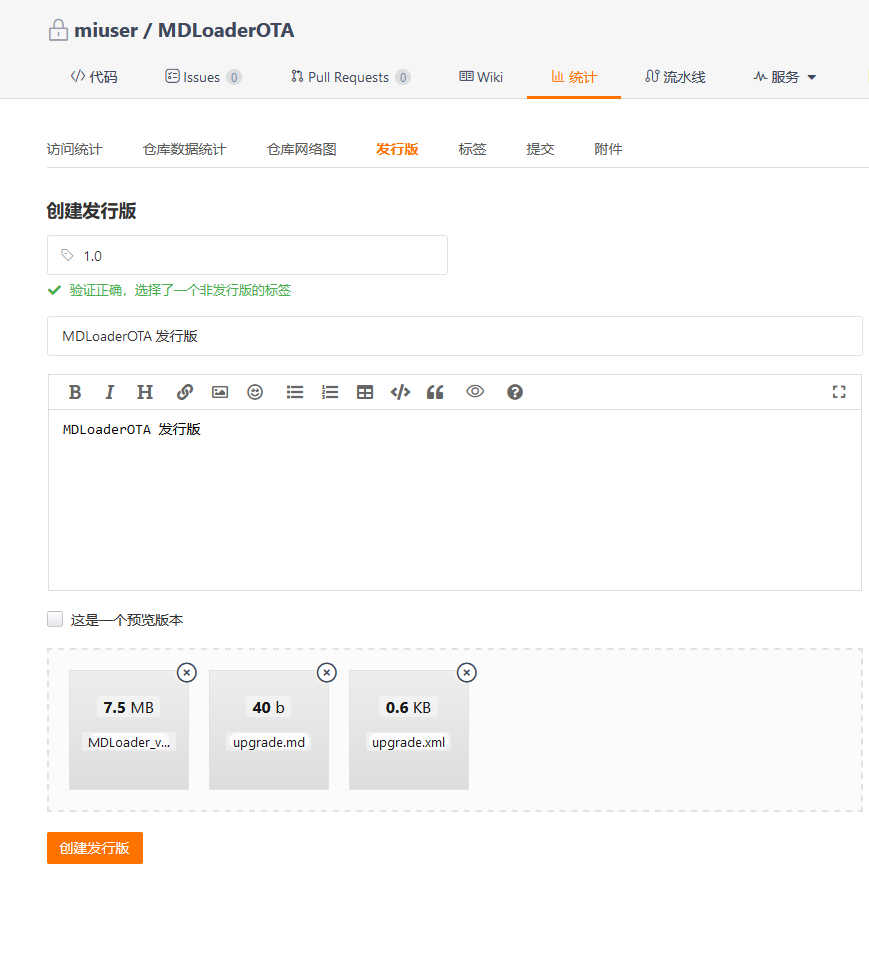 miuser / MDLoaderOTA
代码 Issues 0 Pull Requests 0 Wiki 统计 流水线 服务
访问统计 仓库数据统计 仓库网络图 发行版 标签 提交 附件
创建发行版
1.0
验证正确，选择了一个非发行版的标签
MDLoaderOTA 发行版
B I H
MDLoaderOTA 发行版
这是一个预览版本
7.5 MB 40 b 0.6 KB
MDLoader_v... upgrade.md upgrade.xml
创建发行版